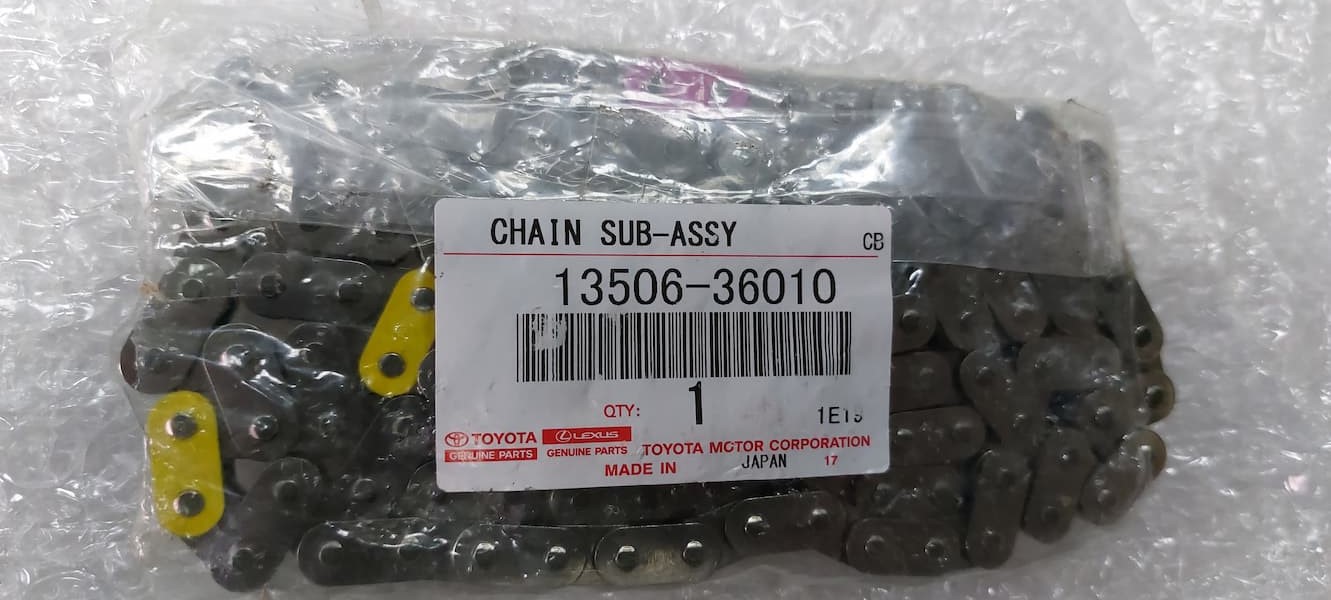 CHAIN SUB-ASSY
CB
13506-36010
QTY: 1
TOYOTA LEXUS
GENUINE PARTS GENUINE PARTS TOYOTA MOTOR CORPORATION
MADE IN JAPAN 17